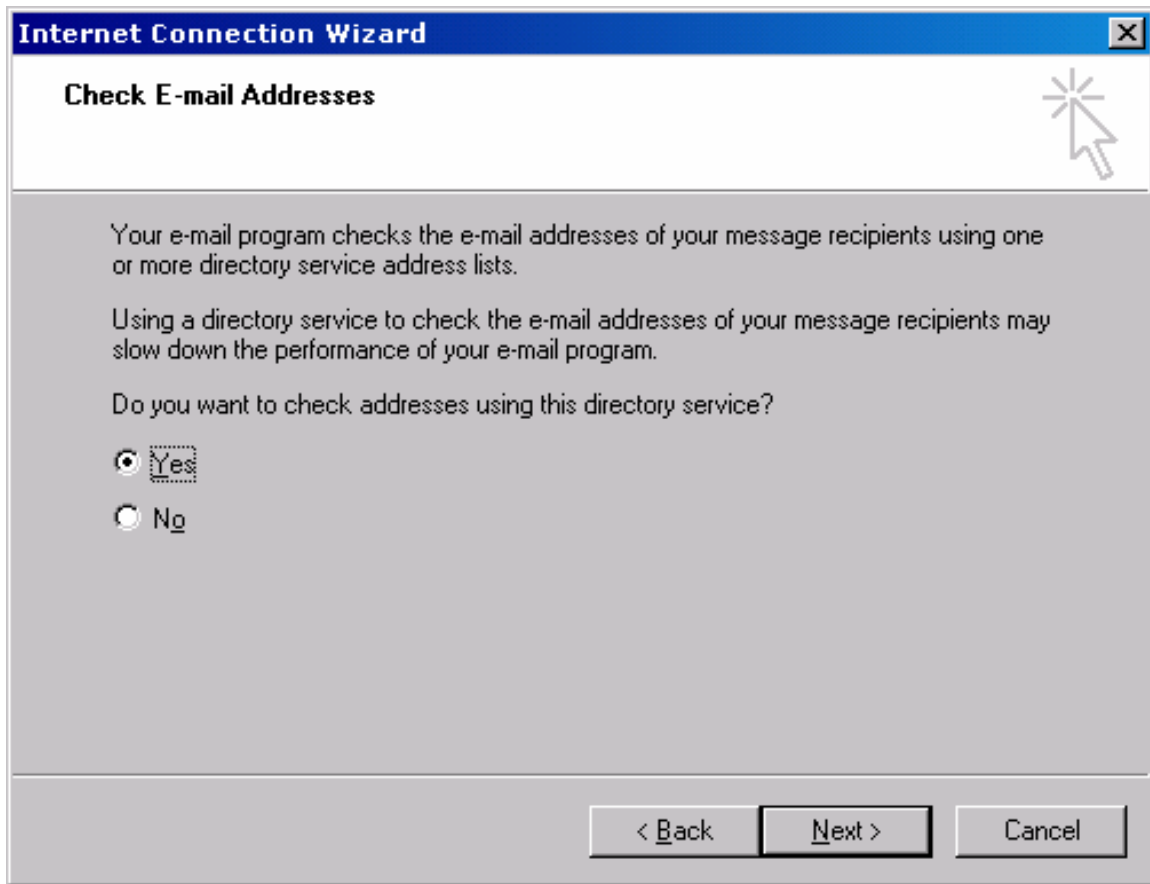 Internet Connection Wizard
Check E-mail Addresses
Your e-mail program checks the e-mail addresses of your message recipients using one
or more directory service address lists.
Using a directory service to check the e-mail addresses of your message recipients may
slow down the performance of your e-mail program.
Do you want to check addresses using this directory service?
Yes
No
< Back
Next >
Cancel